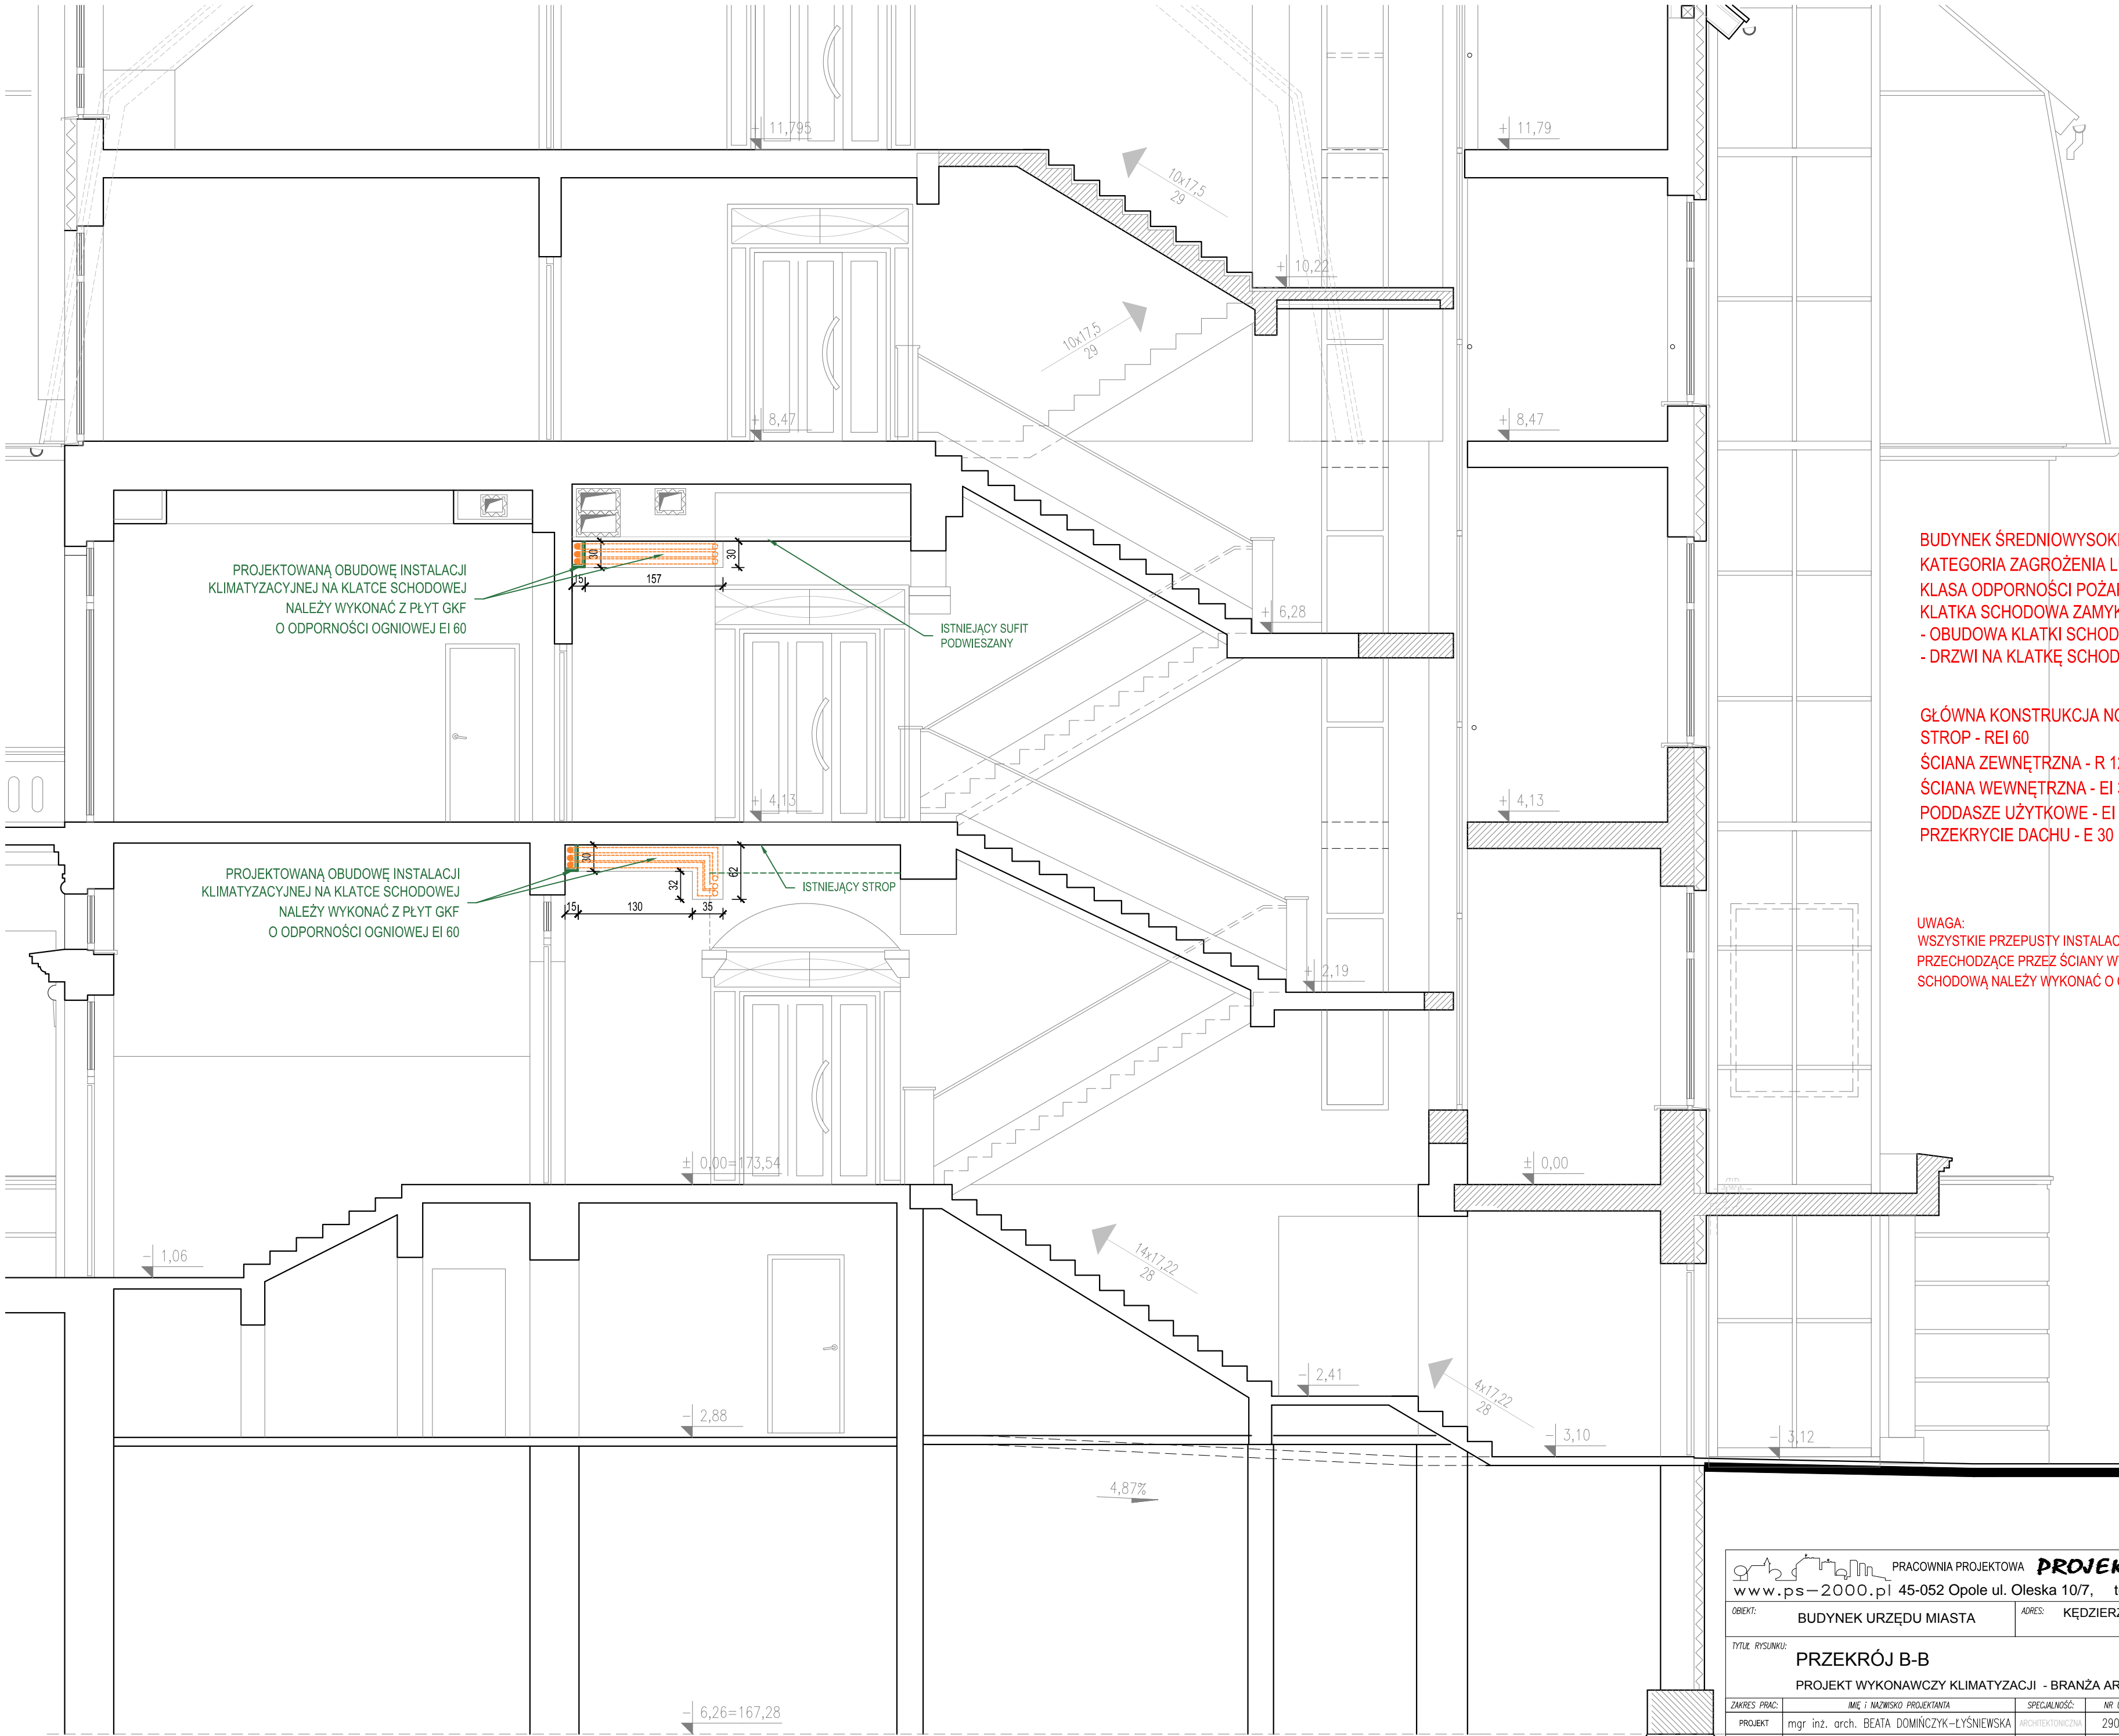 + 11,795
+ 11,79
10x17,5
29
+ 10,22
10x17,5
29
+ 8,47
+ 8,47
BUDYNEK ŚREDNIOWYSOKI
KATEGORIA ZAGROŻENIA L
KLASA ODPORNOŚCI POŻA
KLATKA SCHODOWA ZAMY
- OBUDOWA KLATKI SCHOD
- DRZWI NA KLATKĘ SCHOD
PROJEKTOWANĄ OBUDOWĘ INSTALACJI
KLIMATYZACYJNEJ NA KLATCE SCHODOWEJ
NALEŻY WYKONAĆ Z PŁYT GKF
O ODPORNOŚCI OGNIOWEJ EI 60
30
30
15
157
+ 6,28
ISTNIEJĄCY SUFIT
PODWIESZANY
GŁÓWNA KONSTRUKCJA NO
STROP - REI 60
ŚCIANA ZEWNĘTRZNA - R 12
ŚCIANA WEWNĘTRZNA - EI
PODDASZE UŻYTKOWE - EI
PRZEKRYCIE DACHU - E 30
+ 4,13
+ 4,13
PROJEKTOWANĄ OBUDOWĘ INSTALACJI
KLIMATYZACYJNEJ NA KLATCE SCHODOWEJ
NALEŻY WYKONAĆ Z PŁYT GKF
O ODPORNOŚCI OGNIOWEJ EI 60
30
32
62
ISTNIEJĄCY STROP
15
130
35
UWAGA:
WSZYSTKIE PRZEPUSTY INSTALAC
PRZECHODZĄCE PRZEZ ŚCIANY W
SCHODOWĄ NALEŻY WYKONAĆ O
+ 2,19
± 0,00=173,54
± 0,00
- 1,06
14x17,22
28
- 2,41
4x17,22
28
- 2,88
- 3,10
- 3,12
4,87%
- 6,26=167,28
PRACOWNIA PROJEKTOWA PROJEK
www.ps-2000.pl 45-052 Opole ul. Oleska 10/7, t
OBIEKT: BUDYNEK URZĘDU MIASTA ADRES: KĘDZIERZ
TYTUŁ RYSUNKU:
PRZEKRÓJ B-B
PROJEKT WYKONAWCZY KLIMATYZACJI - BRANŻA AR
ZAKRES PRAC: IMIĘ i NAZWISKO PROJEKTANTA SPECJALNOŚĆ: NR U
PROJEKT mgr inż. arch. BEATA DOMIŃCZYK-ŁYŚNIEWSKA ARCHITEKTONICZNA 290